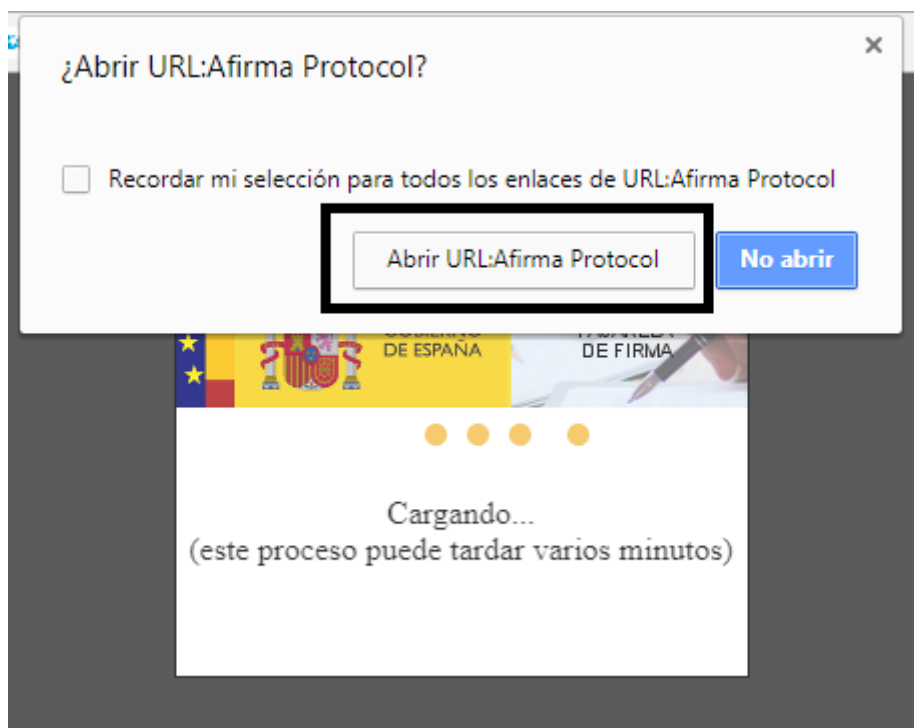 ¿Abrir URL:Afirma Protocol?
Recordar mi selección para todos los enlaces de URL:Afirma Protocol
Abrir URL:Afirma Protocol
No abrir
DE ESPAÑA
DE FIRMA
Cargando...
(este proceso puede tardar varios minutos)